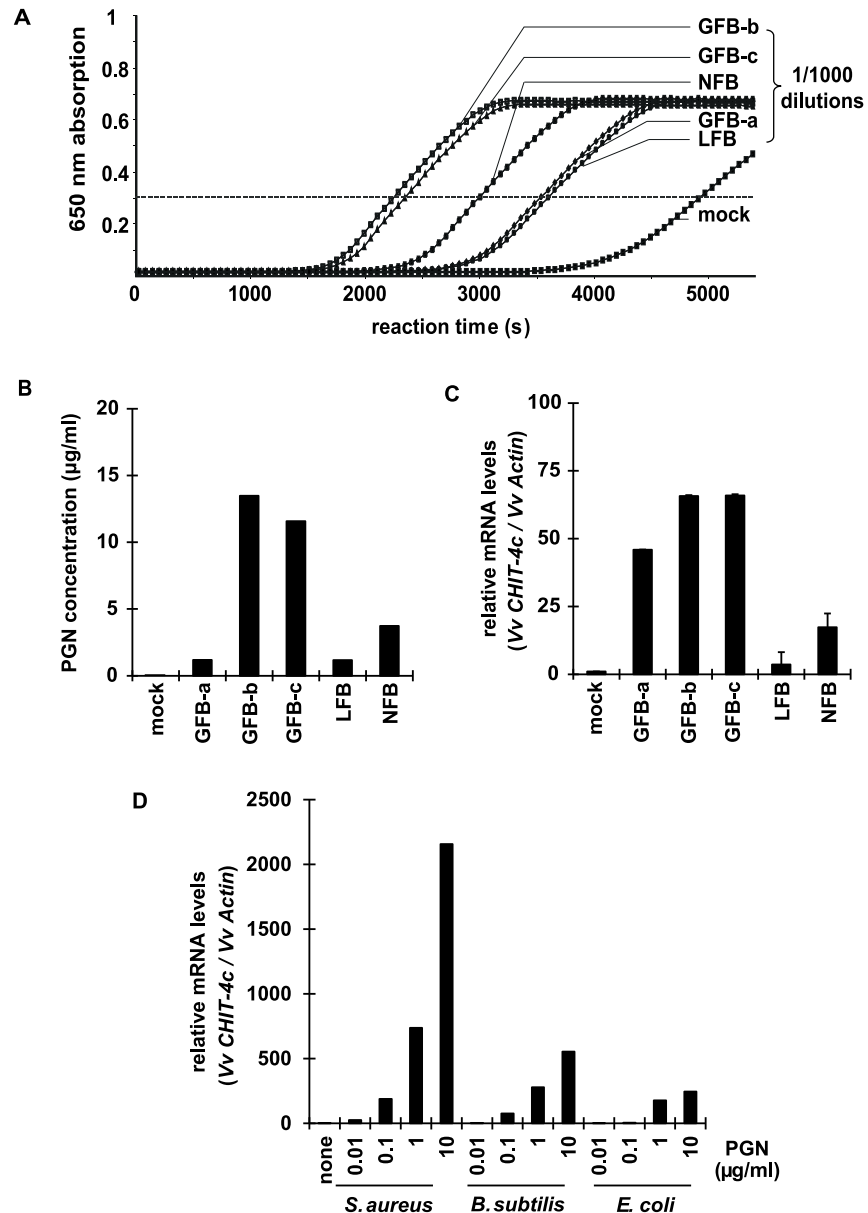 A
650 nm absorption
1
0.8
0.6
0.4
0.2
0
1000
2000
3000
4000
5000
reaction time (s)
GFB-b
GFB-c
NFB
GFB-a
LFB
mock
1/1000
dilutions
B
PGN concentration (µg/ml)
20
15
10
5
0
mock
GFB-a
GFB-b
GFB-c
LFB
NFB
C
relative mRNA levels
(Vv CHIT-4c / Vv Actin)
100
75
50
25
0
mock
GFB-a
GFB-b
GFB-c
LFB
NFB
D
relative mRNA levels
(Vv CHIT-4c / Vv Actin)
2500
2000
1500
1000
500
0
none
0.01
0.1
1
10
0.01
0.1
1
10
0.01
0.1
1
10
PGN
(µg/ml)
S. aureus
B. subtilis
E. coli